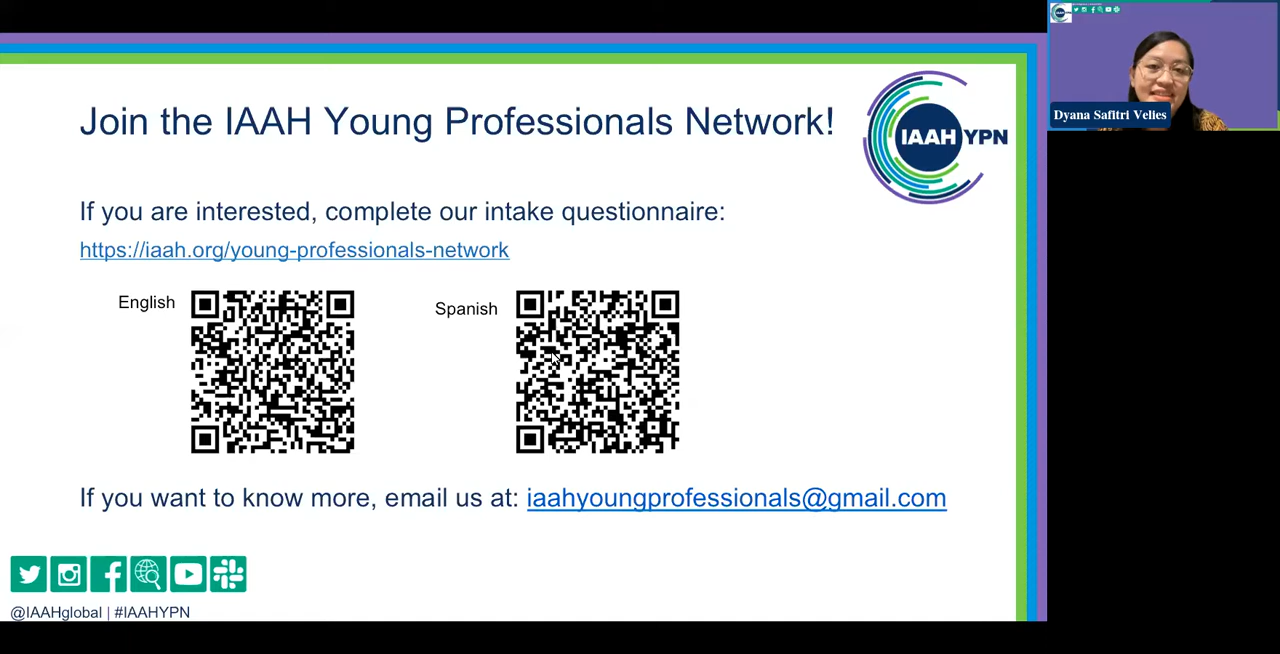 Join the IAAH Young Professionals Network!
IAAH YPN
If you are interested, complete our intake questionnaire:
https://iaah.org/young-professionals-network
English
Spanish
If you want to know more, email us at: iaahyoungprofessionals@gmail.com
@IAAHglobal | #IAAHYPN
Dyana Safitri Velies